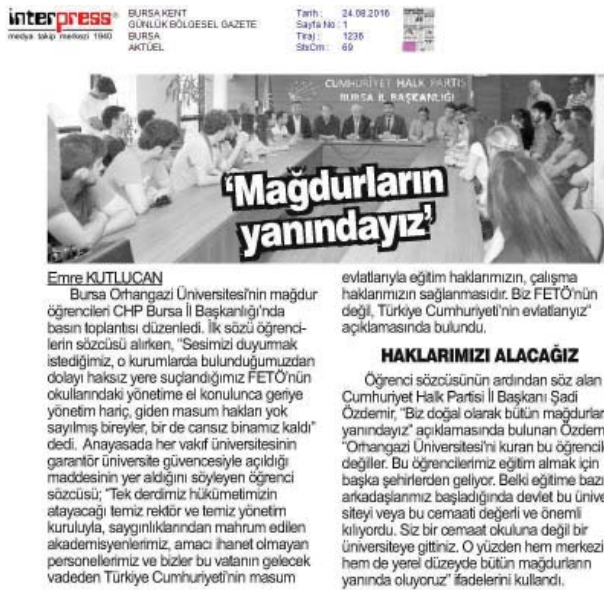 interpress
medya takip merkezi 1940
BURSA KENT
GÜNLÜK BÖLGESEL GAZETE
BURSA
AKTÜEL
Tarih : 24.08.2016
Sayfa No : 1
Tiraj : 1236
StxCm : 69
CUMHURİYET HALK PARTİSİ
BURSA İL BAŞKANLIĞI
'Mağdurların
yanındayız'
Emre KUTLUCAN
Bursa Orhangazi Üniversitesi'nin mağdur
öğrencileri CHP Bursa İl Başkanlığı'nda
basın toplantısı düzenledi. İlk sözü öğrenci-
lerin sözcüsü alırken, "Sesimizi duyurmak
istediğimiz, o kurumlarda bulunduğumuzdan
dolayı haksız yere suçlandığımız FETÖ'nün
okullarındaki yönetime el konulunca geriye
yönetim hariç, giden masum hakları yok
sayılmış bireyler, bir de cansız binamız kaldı"
dedi. Anayasada her vakıf üniversitesinin
garantör üniversite güvencesiyle açıldığı
maddesinin yer aldığını söyleyen öğrenci
sözcüsü; "Tek derdimiz hükümetimizin
atayacağı temiz rektör ve temiz yönetim
kuruluyla, saygınlıklarından mahrum edilen
akademisyenlerimiz, amacı ihanet olmayan
personellerimiz ve bizler bu vatanın gelecek
vadeden Türkiye Cumhuriyeti'nin masum
evlatlarıyla eğitim haklarımızın, çalışma
haklarımızın sağlanmasıdır. Biz FETÖ'nün
değil, Türkiye Cumhuriyeti'nin evlatlarıyız"
açıklamasında bulundu.
HAKLARIMIZI ALACAĞIZ
Öğrenci sözcüsünün ardından söz alan
Cumhuriyet Halk Partisi İl Başkanı Şadi
Özdemir, "Biz doğal olarak bütün mağdurlar
yanındayız" açıklamasında bulunan Özdem
"Orhangazi Üniversitesi'ni kuran bu öğrencile
değiller. Bu öğrencilerimiz eğitim almak için
başka şehirlerden geliyor. Belki eğitime bazı
arkadaşlarımız başladığında devlet bu ünive
siteyi veya bu cemaati değerli ve önemli
kılıyordu. Siz bir cemaat okuluna değil bir
üniversiteye gittiniz. O yüzden hem merkezi
hem de yerel düzeyde bütün mağdurların
yanında oluyoruz" ifadelerini kullandı.